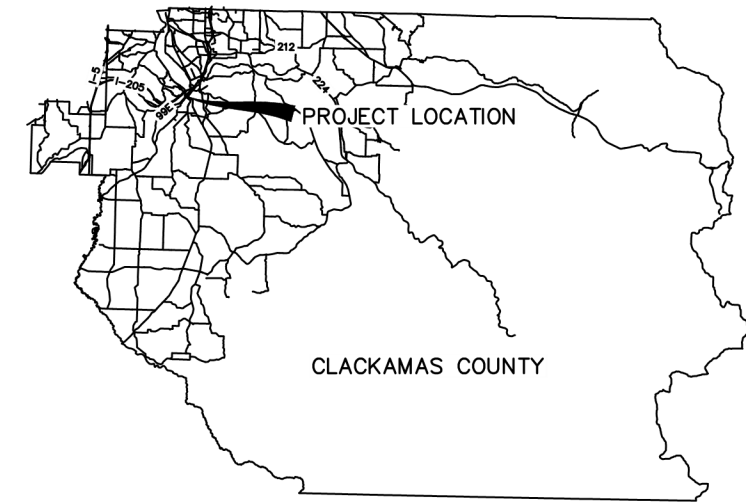 212
I-5
I-205
224
99E
PROJECT LOCATION
CLACKAMAS COUNTY